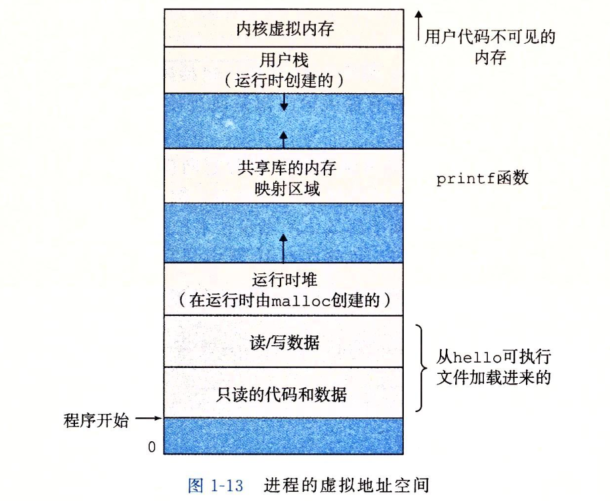 内核虚拟内存
用户代码不可见的
内存
用户栈
(运行时创建的)
共享库的内存
映射区域
printf函数
运行时堆
(在运行时由malloc创建的)
读/写数据
从hello可执行
文件加载进来的
只读的代码和数据
程序开始
0
图 1-13 进程的虚拟地址空间